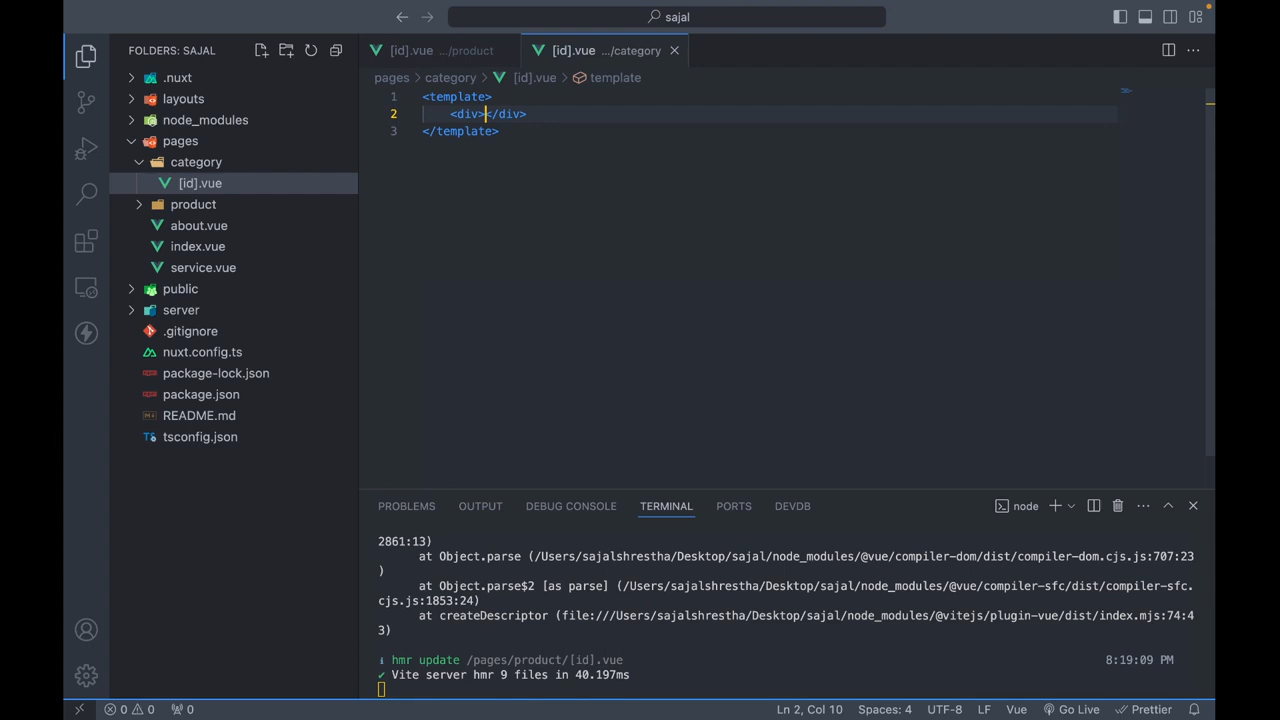 sajal
FOLDERS: SAJAL
.nuxt
layouts
node_modules
pages
category
[id].vue
product
about.vue
index.vue
service.vue
public
server
.gitignore
nuxt.config.ts
package-lock.json
package.json
README.md
tsconfig.json
[id].vue .../product
[id].vue .../category
pages > category > [id].vue > template
1 <template>
2 <div></div>
3 </template>
PROBLEMS OUTPUT DEBUG CONSOLE TERMINAL PORTS DEVDB
node
2861:13)
at Object.parse (/Users/sajalshrestha/Desktop/sajal/node_modules/@vue/compiler-dom/dist/compiler-dom.cjs.js:707:23
)
at Object.parse$2 [as parse] (/Users/sajalshrestha/Desktop/sajal/node_modules/@vue/compiler-sfc/dist/compiler-sfc.
cjs.js:1853:24)
at createDescriptor (file:///Users/sajalshrestha/Desktop/sajal/node_modules/@vitejs/plugin-vue/dist/index.mjs:74:4
3)
ℹ hmr update /pages/product/[id].vue 8:19:09 PM
✔ Vite server hmr 9 files in 40.197ms
0 0 0 Ln 2, Col 10 Spaces: 4 UTF-8 LF Vue Go Live Prettier